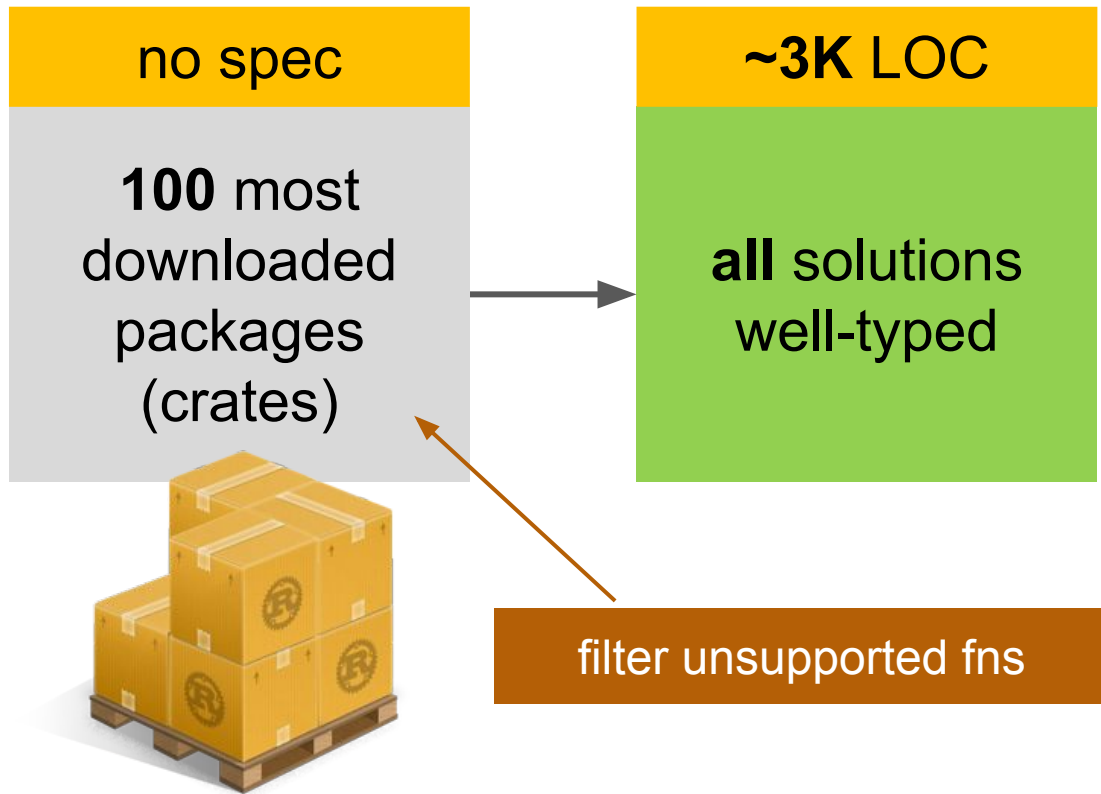 no spec
100 most
downloaded
packages
(crates)
~3K LOC
all solutions
well-typed
filter unsupported fns
R
R
R